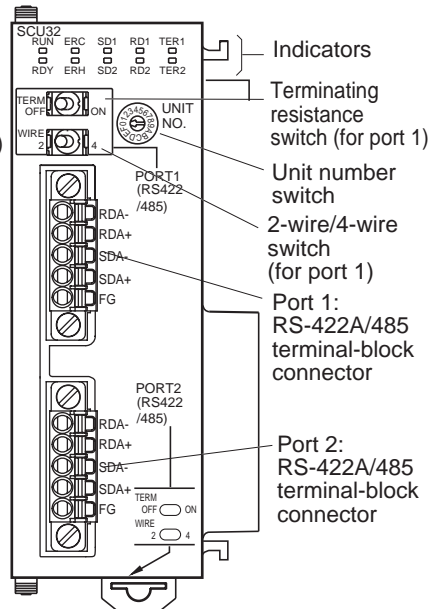 SCU32
RUN ERC SD1 RD1 TER1
RDY ERH SD2 RD2 TER2
Indicators
TERM
OFF ON
WIRE
2 4
0123456789ABCDEF
UNIT
NO.
Terminating
resistance
switch (for port 1)
Unit number
switch
2-wire/4-wire
switch
(for port 1)
)
PORT1
(RS422
/485)
RDA-
RDA+
SDA-
SDA+
FG
Port 1:
RS-422A/485
terminal-block
connector
PORT2
(RS422
/485)
RDA-
RDA+
SDA-
SDA+
FG
Port 2:
RS-422A/485
terminal-block
connector
TERM
OFF ON
WIRE
2 4